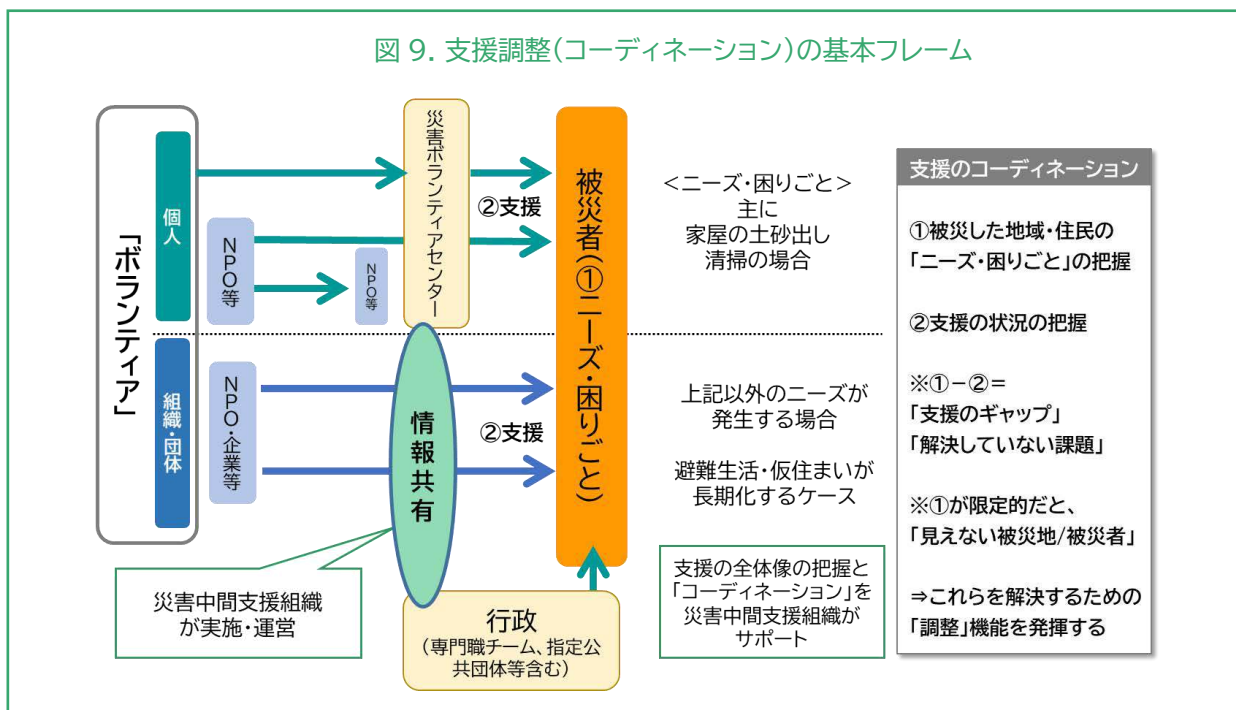 図 9. 支援調整(コーディネーション)の基本フレーム
「ボランティア」
個人
組織・団体
NPO等
NPO等
NPO・企業等
災害ボランティアセンター
②支援
②支援
情報共有
被災者(①ニーズ・困りごと)
災害中間支援組織
が実施・運営
行政
(専門職チーム、指定公
共団体等含む)
<ニーズ・困りごと>
主に
家屋の土砂出し
清掃の場合
上記以外のニーズが
発生する場合
避難生活・仮住まいが
長期化するケース
支援の全体像の把握と
「コーディネーション」を
災害中間支援組織が
サポート
支援のコーディネーション
①被災した地域・住民の
「ニーズ・困りごと」の把握
②支援の状況の把握
※①-②=
「支援のギャップ」
「解決していない課題」
※①が限定的だと、
「見えない被災地/被災者」
⇒これらを解決するための
「調整」機能を発揮する